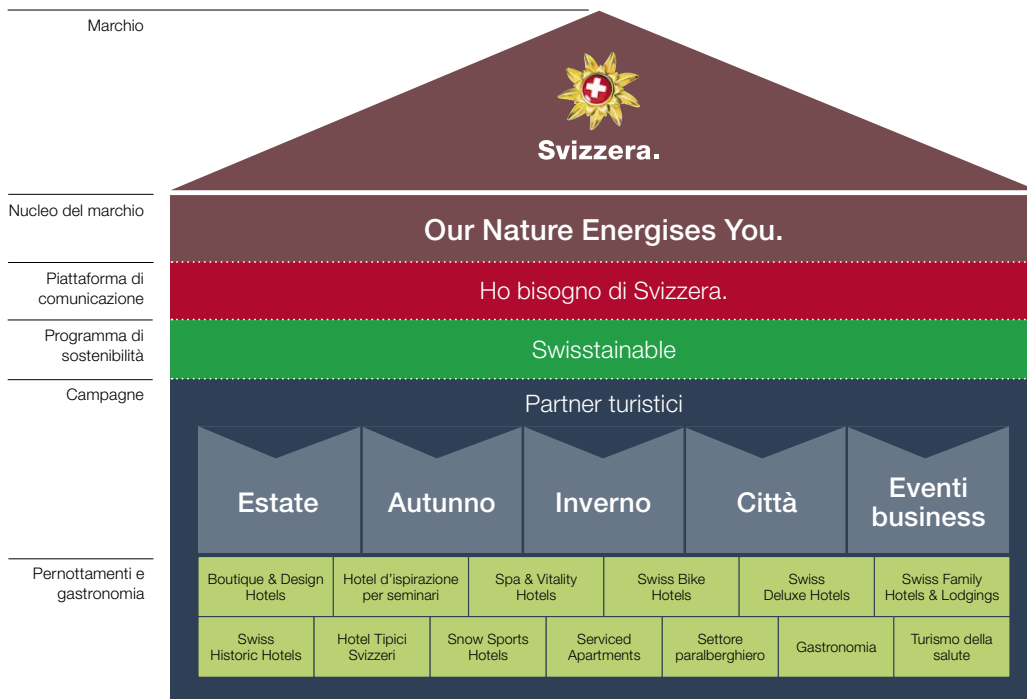 Marchio
Svizzera.
Nucleo del marchio
Our Nature Energises You.
Piattaforma di
comunicazione
Ho bisogno di Svizzera.
Programma di
sostenibilità
Swisstainable
Campagne
Partner turistici
Estate
Autunno
Inverno
Città
Eventi
business
Pernottamenti e
gastronomia
Boutique & Design
Hotels
Hotel d’ispirazione
per seminari
Spa & Vitality
Hotels
Swiss Bike
Hotels
Swiss
Deluxe Hotels
Swiss Family
Hotels & Lodgings
Swiss
Historic Hotels
Hotel Tipici
Svizzeri
Snow Sports
Hotels
Serviced
Apartments
Settore
paralberghiero
Gastronomia
Turismo della
salute